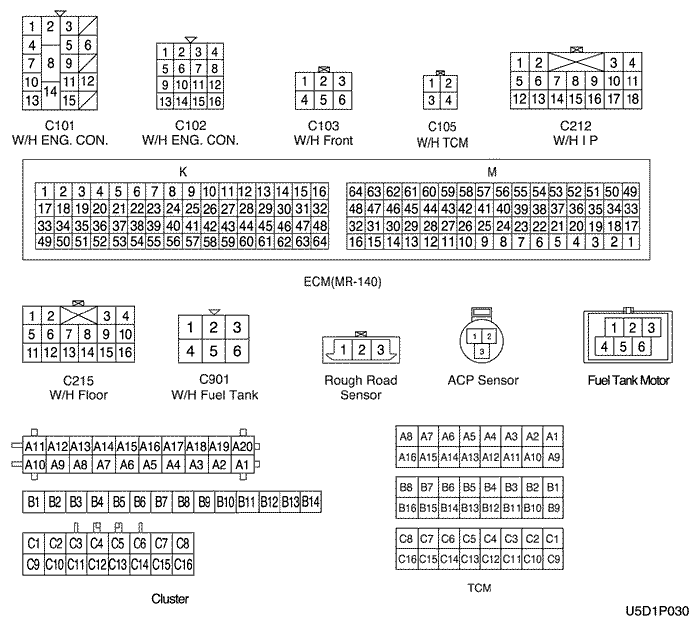 1 2 3
4 5 6
7 8 9
10 11 12
13 14 15
C101
W/H ENG. CON.
1 2 3 4
5 6 7 8
9 10 11 12
13 14 15 16
C102
W/H ENG. CON.
1 2 3
4 5 6
C103
W/H Front
1 2
3 4
C105
W/H TCM
1 2 3 4
5 6 7 8 9 10 11
12 13 14 15 16 17 18
C212
W/H I P
K
1 2 3 4 5 6 7 8 9 10 11 12 13 14 15 16
17 18 19 20 21 22 23 24 25 26 27 28 29 30 31 32
33 34 35 36 37 38 39 40 41 42 43 44 45 46 47 48
49 50 51 52 53 54 55 56 57 58 59 60 61 62 63 64
M
64 63 62 61 60 59 58 57 56 55 54 53 52 51 50 49
48 47 46 45 44 43 42 41 40 39 38 37 36 35 34 33
32 31 30 29 28 27 26 25 24 23 22 21 20 19 18 17
16 15 14 13 12 11 10 9 8 7 6 5 4 3 2 1
ECM(MR-140)
1 2 3 4
5 6 7 8 9 10
11 12 13 14 15 16
C215
W/H Floor
1 2 3
4 5 6
C901
W/H Fuel Tank
1 2 3
Rough Road
Sensor
1 2
3
ACP Sensor
1 2 3
4 5 6
Fuel Tank Motor
A11 A12 A13 A14 A15 A16 A17 A18 A19 A20
A10 A9 A8 A7 A6 A5 A4 A3 A2 A1
B1 B2 B3 B4 B5 B6 B7 B8 B9 B10 B11 B12 B13 B14
C1 C2 C3 C4 C5 C6 C7 C8
C9 C10 C11 C12 C13 C14 C15 C16
Cluster
A8 A7 A6 A5 A4 A3 A2 A1
A16 A15 A14 A13 A12 A11 A10 A9
B8 B7 B6 B5 B4 B3 B2 B1
B16 B15 B14 B13 B12 B11 B10 B9
C8 C7 C6 C5 C4 C3 C2 C1
C16 C15 C14 C13 C12 C11 C10 C9
TCM
U5D1P030